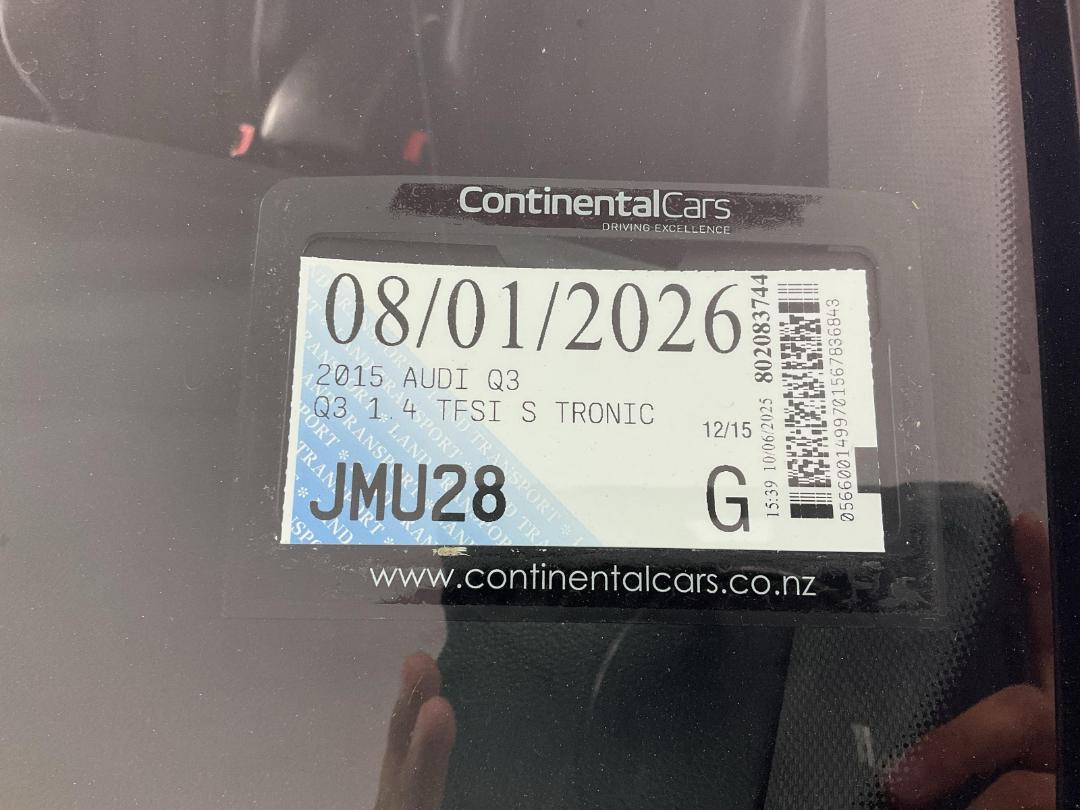 ContinentalCars
DRIVING EXCELLENCE
08/01/2026
2015 AUDI Q3
Q3 1.4 TFSI S TRONIC
12/15
JMU28
G
15:39 10/06/2025 802083744
0566001499701567836843
www.continentalcars.co.nz